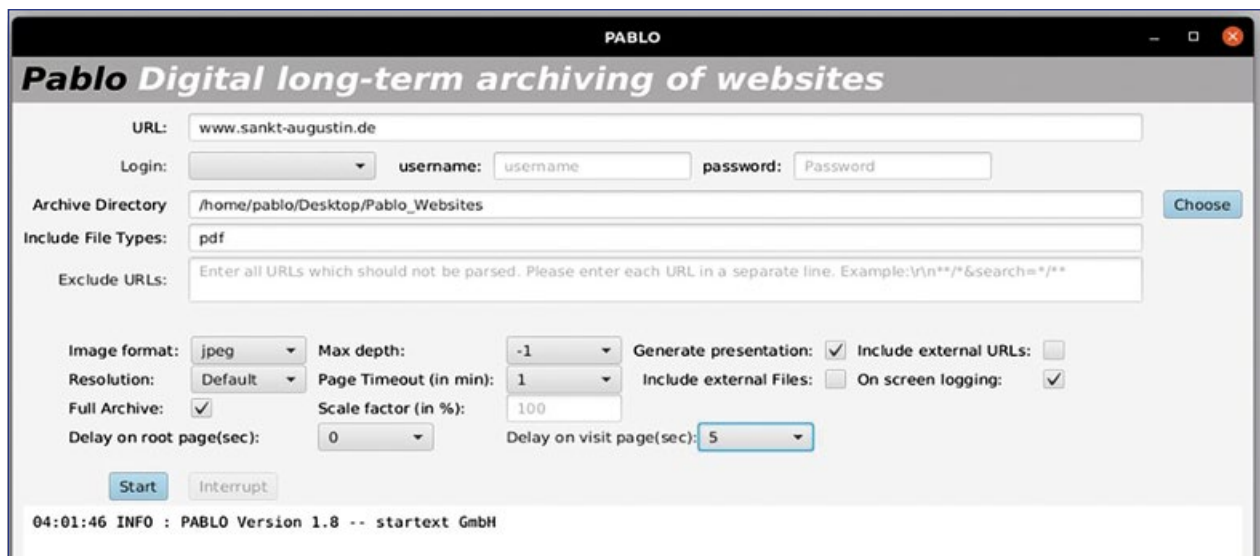 PABLO
Pablo Digital long-term archiving of websites
URL: www.sankt-augustin.de
Login: username: username password: Password
Archive Directory /home/pablo/Desktop/Pablo_Websites Choose
Include File Types: pdf
Exclude URLs: Enter all URLs which should not be parsed. Please enter each URL in a separate line. Example:\r\n**/*&search=*/**
Image format: jpeg Max depth: -1 Generate presentation: Include external URLs:
Resolution: Default Page Timeout (in min): 1 Include external Files: On screen logging:
Full Archive: Scale factor (in %): 100
Delay on root page(sec): 0 Delay on visit page(sec): 5
Start Interrupt
04:01:46 INFO : PABLO Version 1.8 -- startext GmbH